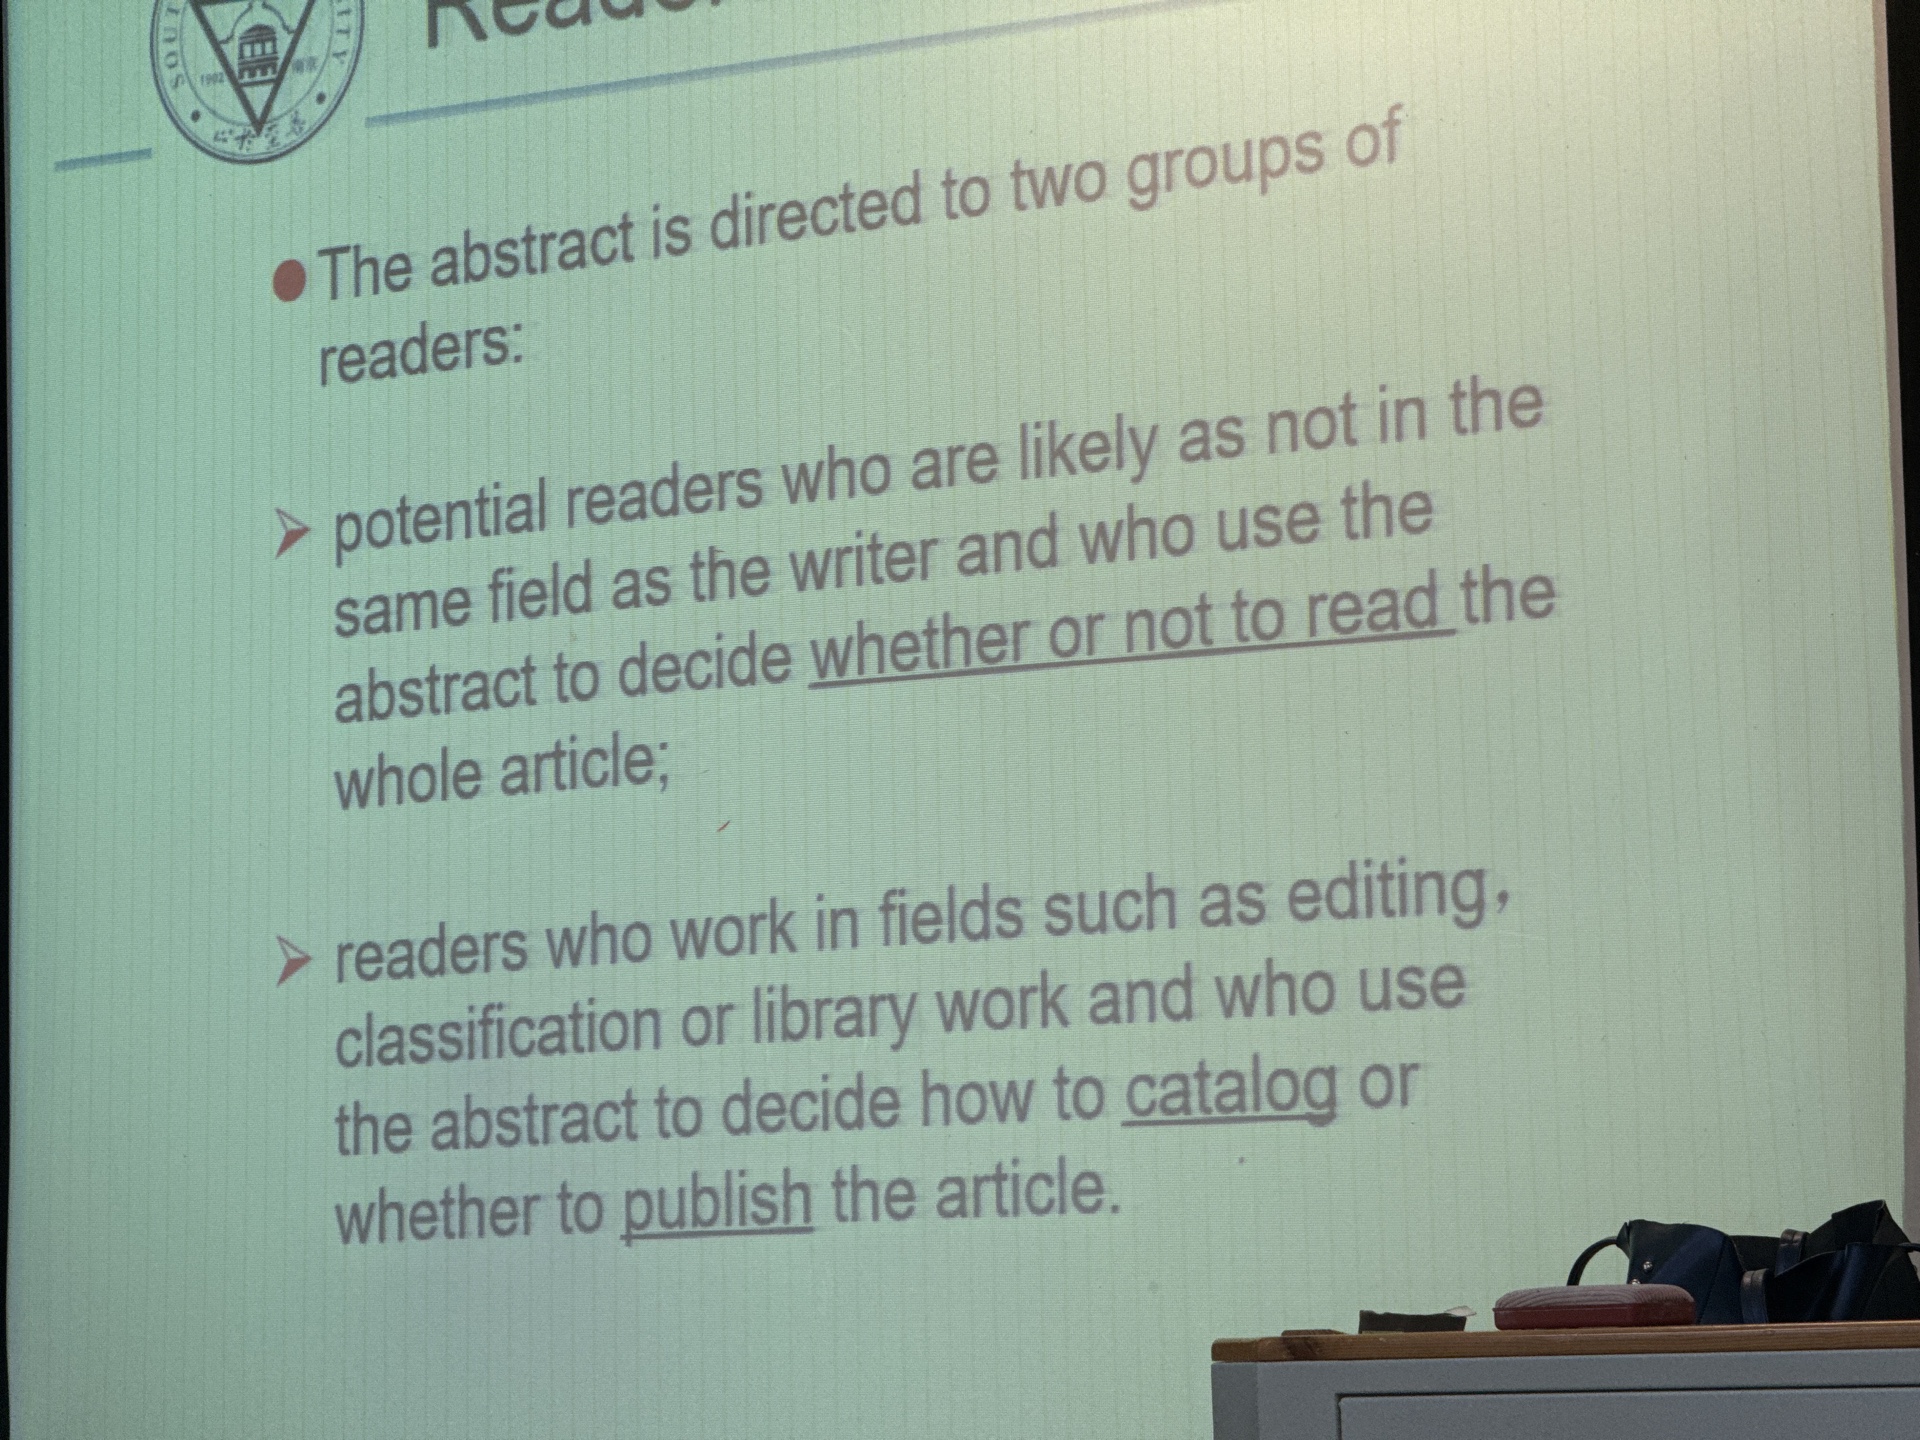 The abstract is directed to two groups of
readers:
potential readers who are likely as not in the
same field as the writer and who use the
abstract to decide whether or not to read the
whole article;
readers who work in fields such as editing,
classification or library work and who use
the abstract to decide how to catalog or
whether to publish the article.
1902
南京